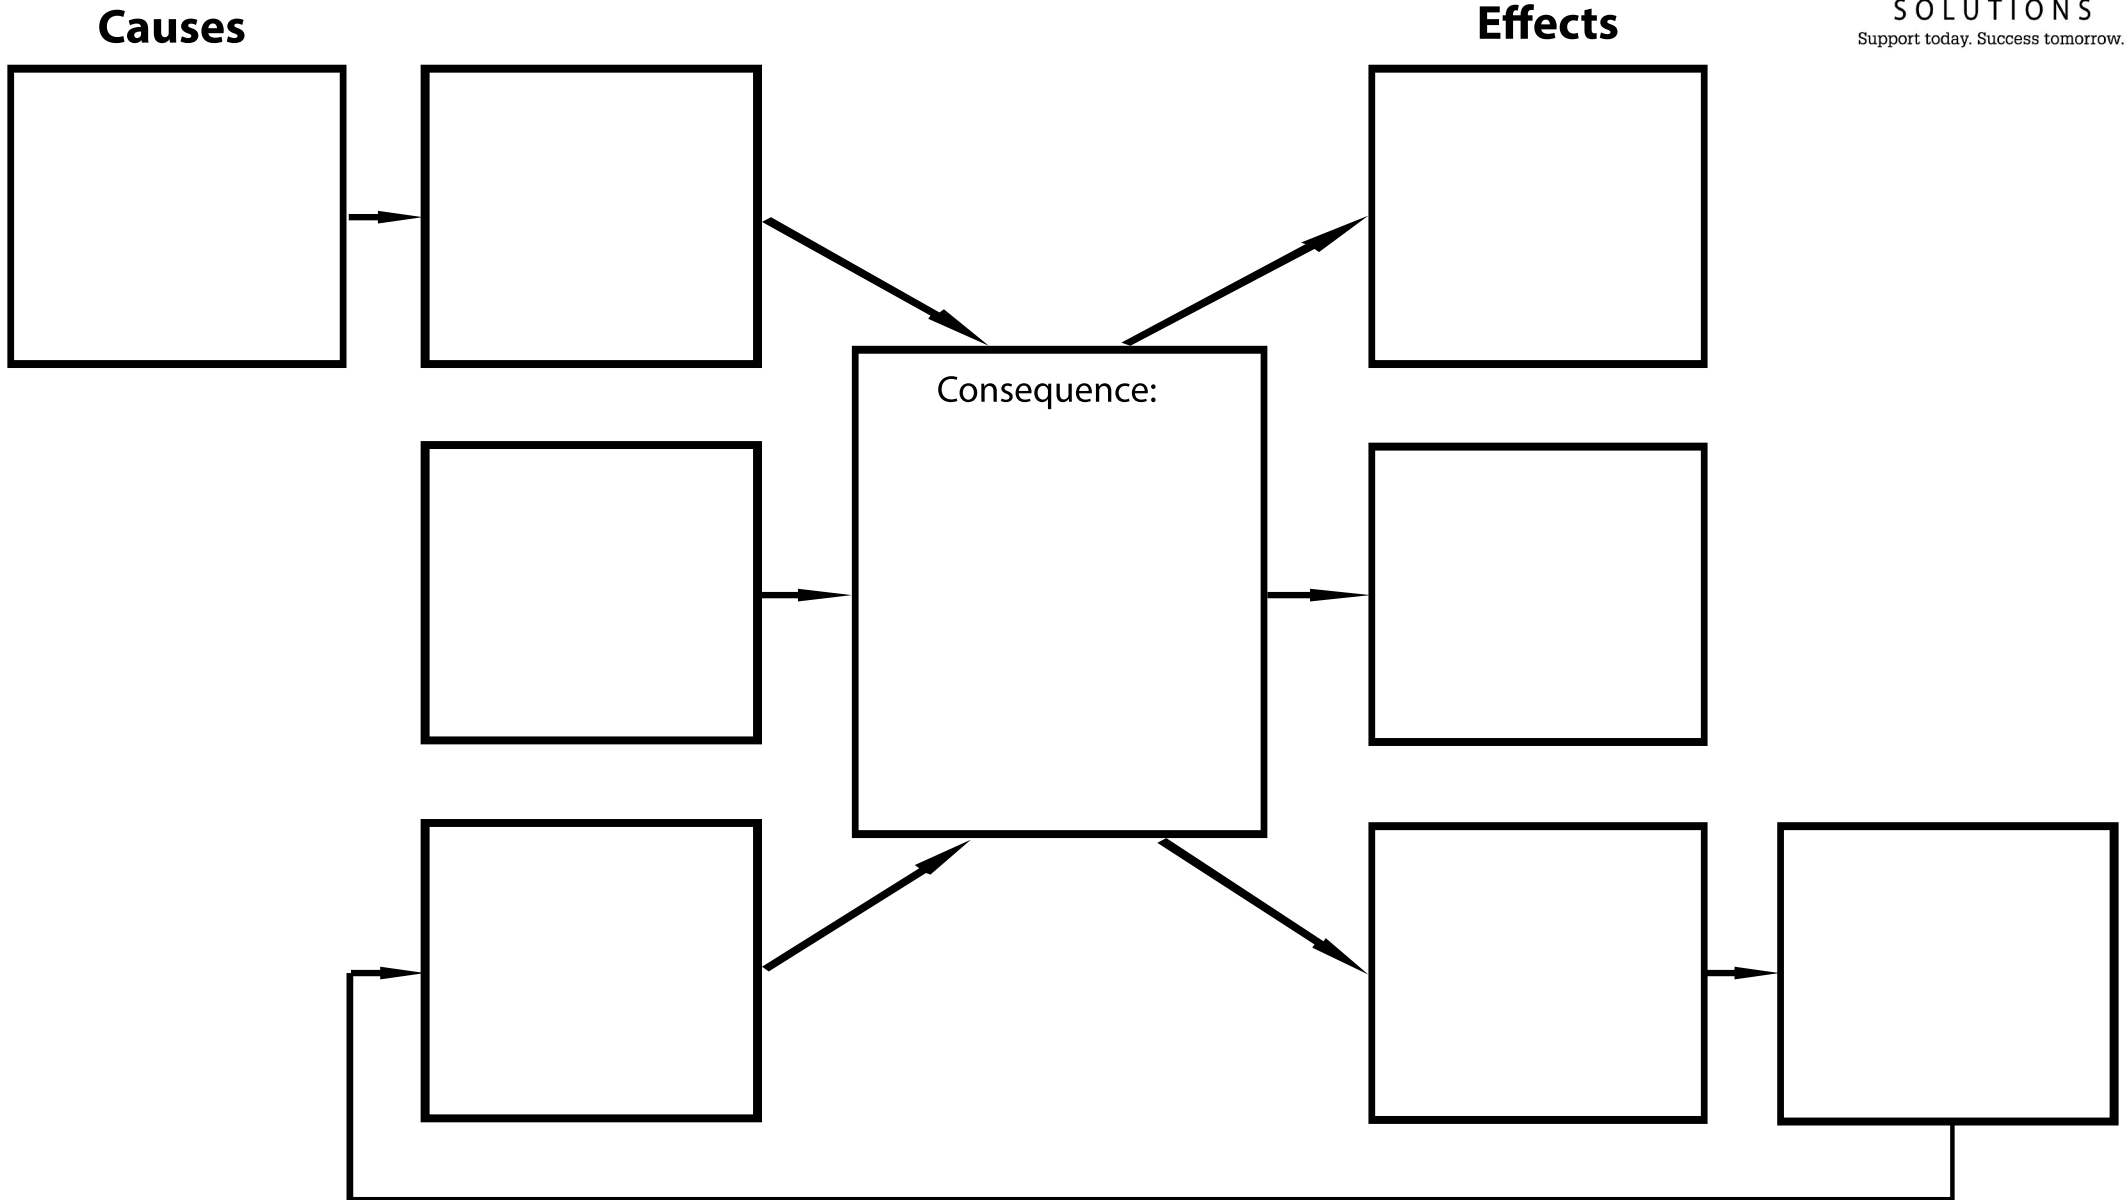 Causes
Effects
SOLUTIONS
Support today. Success tomorrow.
Consequence: